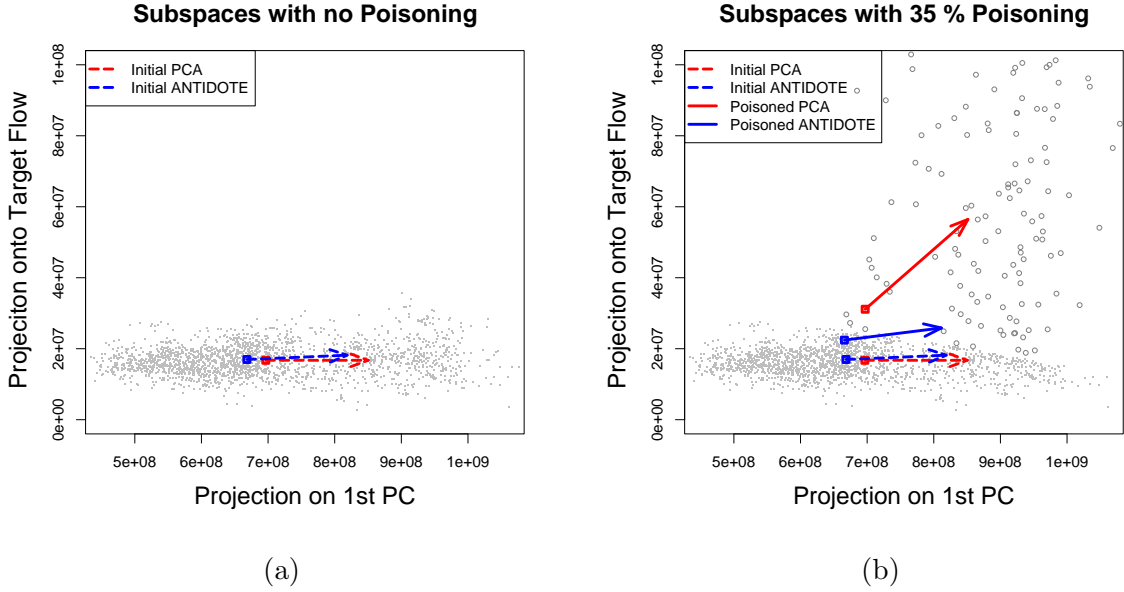 Subspaces with no Poisoning
Initial PCA
Initial ANTIDOTE
Projeciton onto Target Flow
0e+00 2e+07 4e+07 6e+07 8e+07 1e+08
5e+08 6e+08 7e+08 8e+08 9e+08 1e+09
Projection on 1st PC
(a)
Subspaces with 35 % Poisoning
Initial PCA
Initial ANTIDOTE
Poisoned PCA
Poisoned ANTIDOTE
Projection onto Target Flow
0e+00 2e+07 4e+07 6e+07 8e+07 1e+08
5e+08 6e+08 7e+08 8e+08 9e+08 1e+09
Projection on 1st PC
(b)